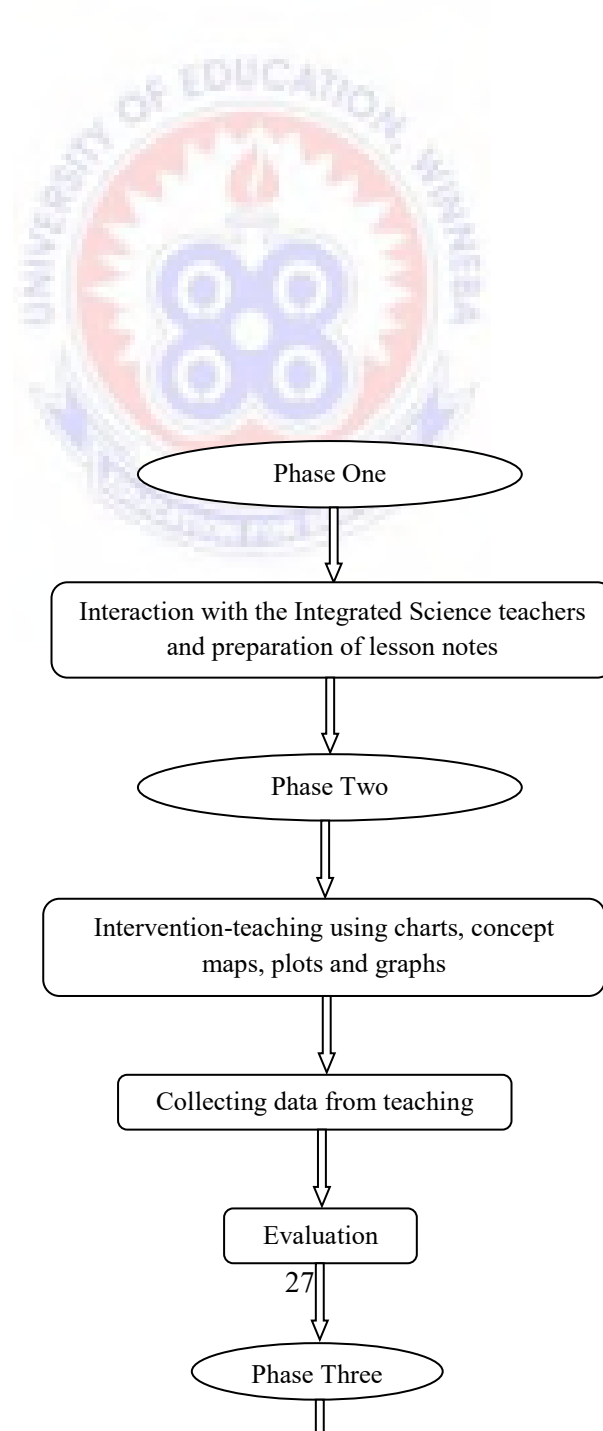 UNIVERSITY OF EDUCATION, WINNEBA
Phase One
Interaction with the Integrated Science teachers
and preparation of lesson notes
Phase Two
Intervention-teaching using charts, concept
maps, plots and graphs
Collecting data from teaching
Evaluation
27
Phase Three